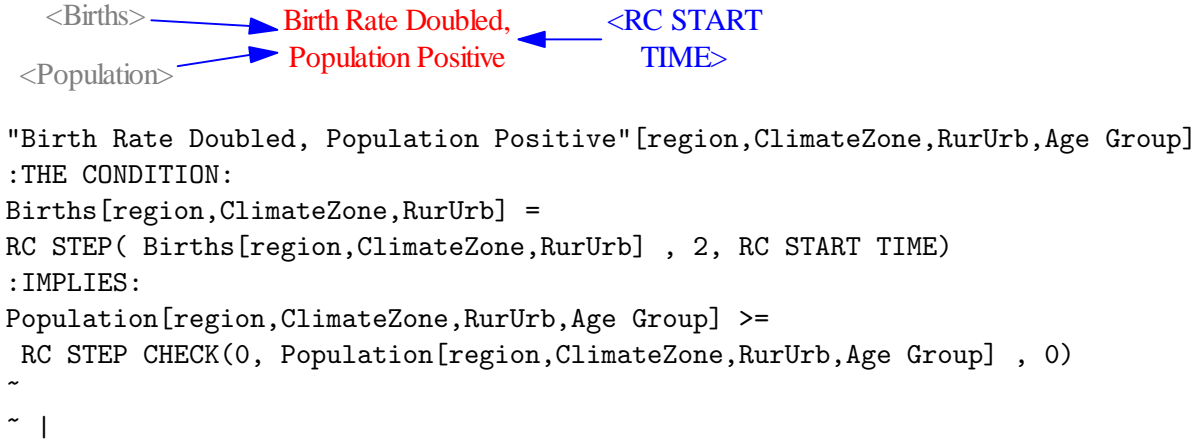 <Births>
Birth Rate Doubled,
Population Positive
<RC START
TIME>
<Population>
"Birth Rate Doubled, Population Positive"[region,ClimateZone,RurUrb,Age Group]
:THE CONDITION:
Births[region,ClimateZone,RurUrb] =
RC STEP( Births[region,ClimateZone,RurUrb] , 2, RC START TIME)
:IMPLIES:
Population[region,ClimateZone,RurUrb,Age Group] >=
 RC STEP CHECK(0, Population[region,ClimateZone,RurUrb,Age Group] , 0)
~
~ |